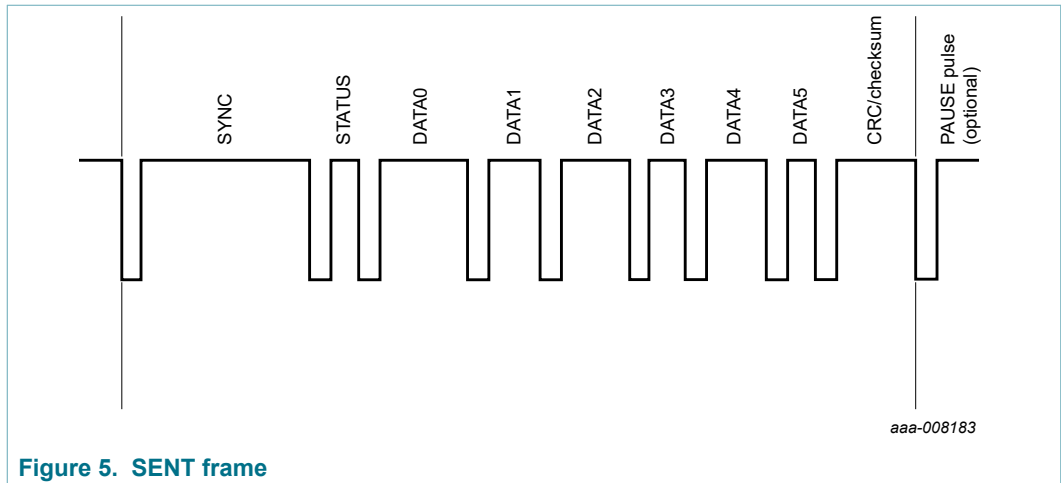 SYNC
STATUS
DATA0
DATA1
DATA2
DATA3
DATA4
DATA5
CRC/checksum
PAUSE pulse
(optional)
aaa-008183
Figure 5. SENT frame